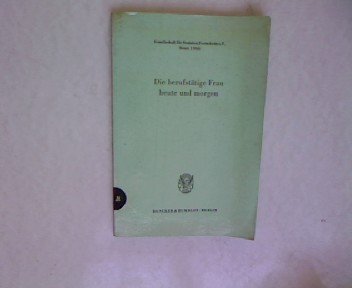 Gesellschaft für Sozialen Fortschritt e. V.
Die berufstätige Frau
heute und morgen
DUNCKER & HUMBLOT / BERLIN